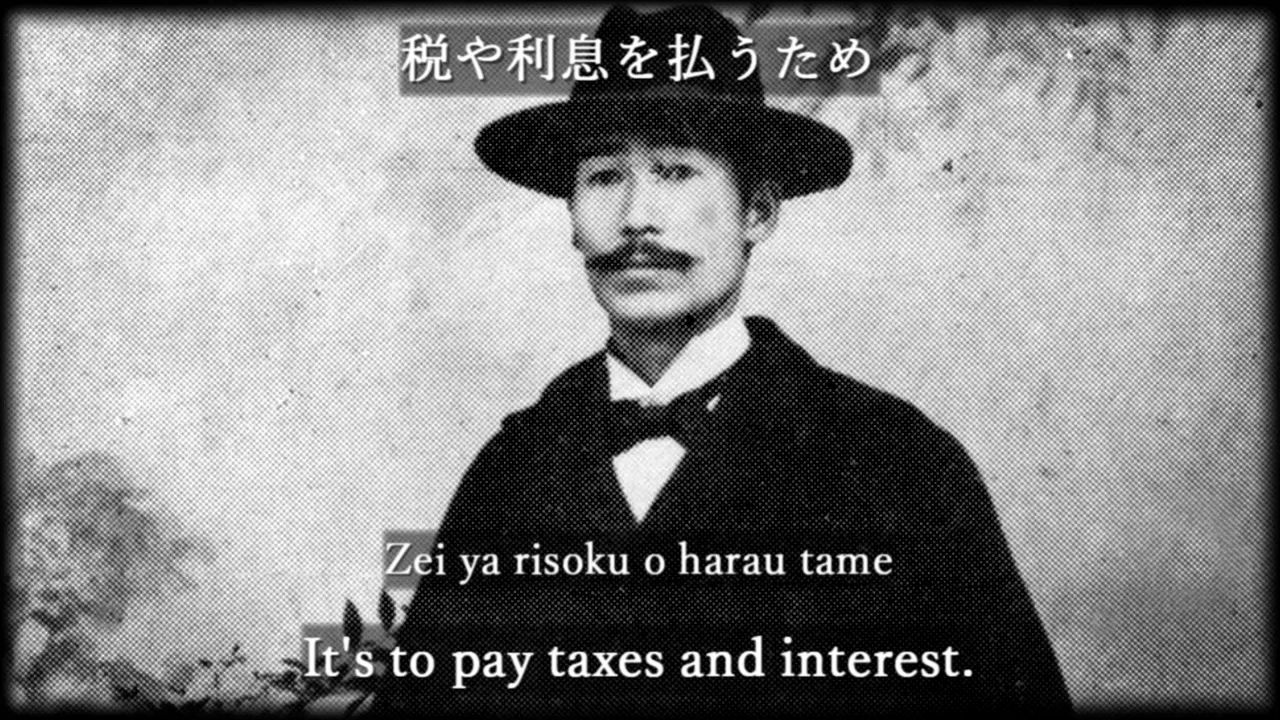 税や利息を払うため
Zei ya risoku o harau tame
It's to pay taxes and interest.